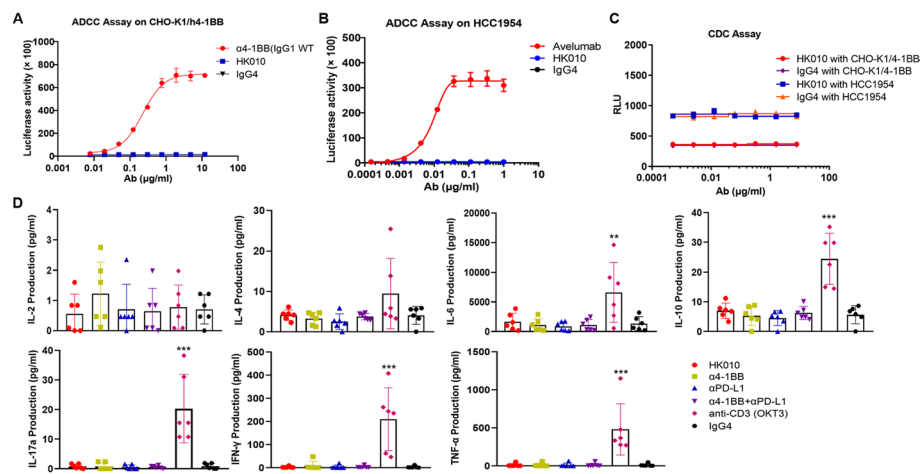 A
ADCC Assay on CHO-K1/h4-1BB
Luciferase activity (× 100)
1000
800
600
400
200
0
0.001 0.01 0.1 1 10 100
Ab (µg/ml)
α4-1BB(IgG1 WT
HK010
IgG4
B
ADCC Assay on HCC1954
Luciferase activity (× 100)
500
400
300
200
100
0
0.0001 0.001 0.01 0.1 1 10
Ab (µg/ml)
Avelumab
HK010
IgG4
C
CDC Assay
RLU
1500
1000
500
0
0.0001 0.01 1 100
Ab (µg/ml)
HK010 with CHO-K1/4-1BB
IgG4 with CHO-K1/4-1BB
HK010 with HCC1954
IgG4 with HCC1954
D
IL-2 Production (pg/ml)
4
3
2
1
0
IL-4 Production (pg/ml)
30
20
10
0
IL-6 Production (pg/ml)
20000
15000
10000
5000
0
**
IL-10 Production (pg/ml)
40
30
20
10
0
***
IL-17a Production (pg/ml)
40
30
20
10
0
***
IFN-γ Production (pg/ml)
500
400
300
200
100
0
***
TNF-α Production (pg/ml)
1500
1000
500
0
***
HK010
α4-1BB
αPD-L1
α4-1BB+αPD-L1
anti-CD3 (OKT3)
IgG4